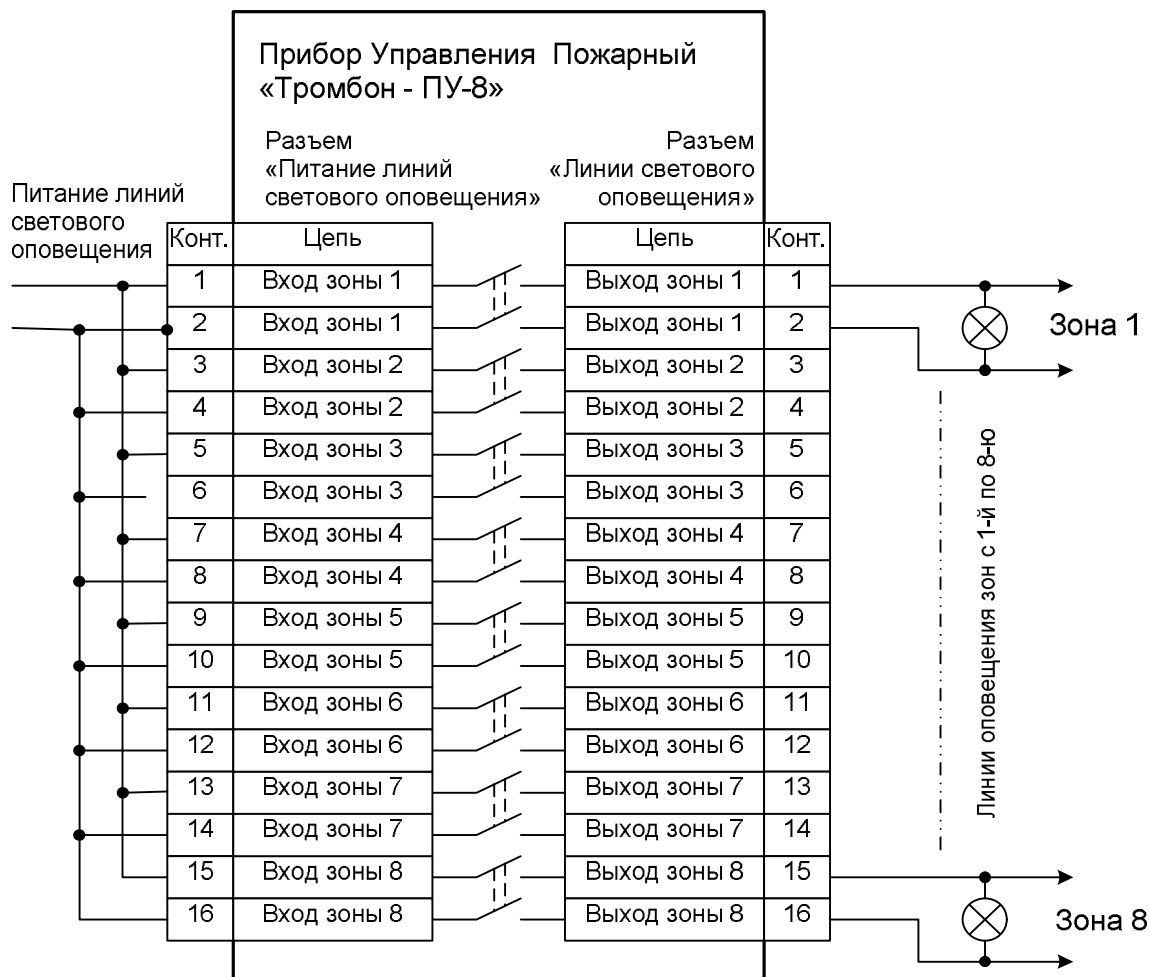 Прибор Управления Пожарный
«Тромбон - ПУ-8»
Разъем
«Питание линий
светового оповещения»
Разъем
«Линии светового
оповещения»
Питание линий
светового
оповещения
Конт. Цепь Цепь Конт.
1 Вход зоны 1 Выход зоны 1 1
2 Вход зоны 1 Выход зоны 1 2
Зона 1
3 Вход зоны 2 Выход зоны 2 3
4 Вход зоны 2 Выход зоны 2 4
5 Вход зоны 3 Выход зоны 3 5
6 Вход зоны 3 Выход зоны 3 6
7 Вход зоны 4 Выход зоны 4 7
8 Вход зоны 4 Выход зоны 4 8
9 Вход зоны 5 Выход зоны 5 9
10 Вход зоны 5 Выход зоны 5 10
11 Вход зоны 6 Выход зоны 6 11
12 Вход зоны 6 Выход зоны 6 12
13 Вход зоны 7 Выход зоны 7 13
14 Вход зоны 7 Выход зоны 7 14
15 Вход зоны 8 Выход зоны 8 15
16 Вход зоны 8 Выход зоны 8 16
Линии оповещения зон с 1-й по 8-ю
Зона 8